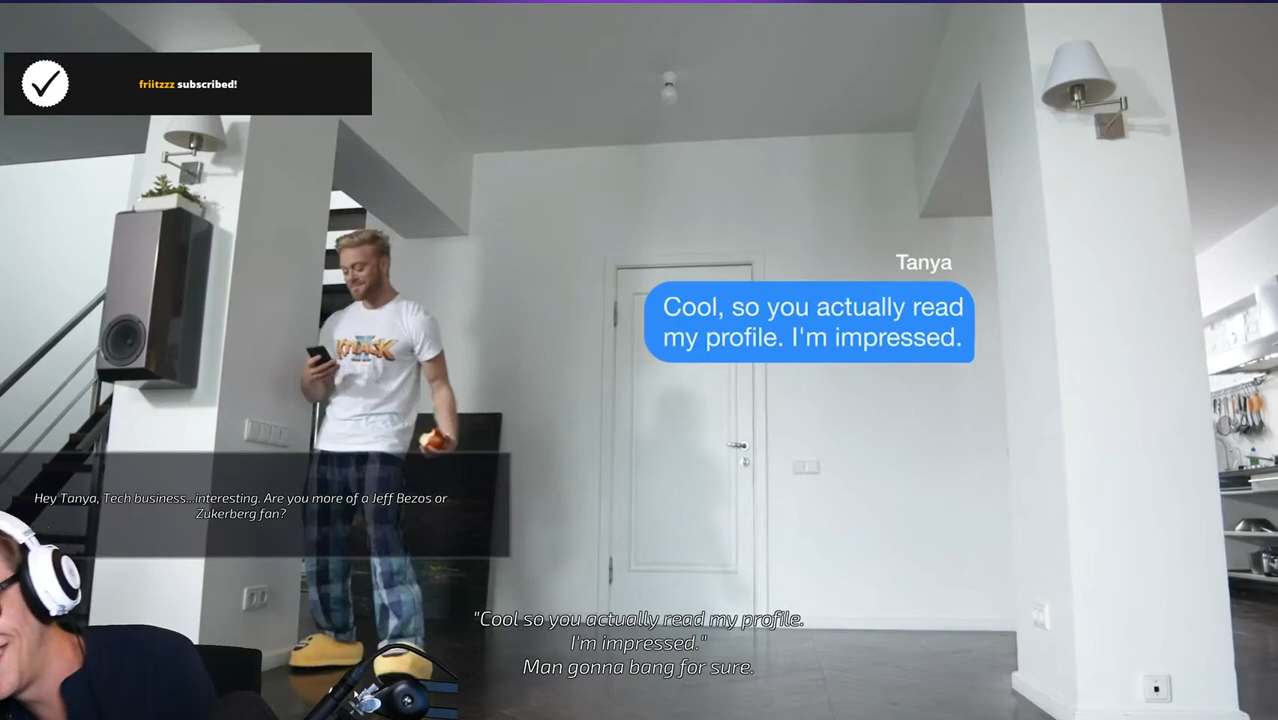 friitzzz subscribed!
Tanya
Cool, so you actually read
my profile. I'm impressed.
KNACK II
Hey Tanya, Tech business...interesting. Are you more of a Jeff Bezos or
Zukerberg fan?
"Cool so you actually read my profile.
I'm impressed."
Man gonna bang for sure.